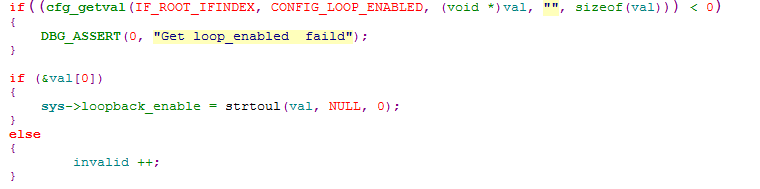 if((cfg_getval(IF_ROOT_IFINDEX, CONFIG_LOOP_ENABLED, (void *)val, "", sizeof(val))) < 0)
{
    DBG_ASSERT(0, "Get loop_enabled  faild");
}

if (&val[0])
{
    sys->loopback_enable = strtoul(val, NULL, 0);
}
else
{
        invalid ++;
}